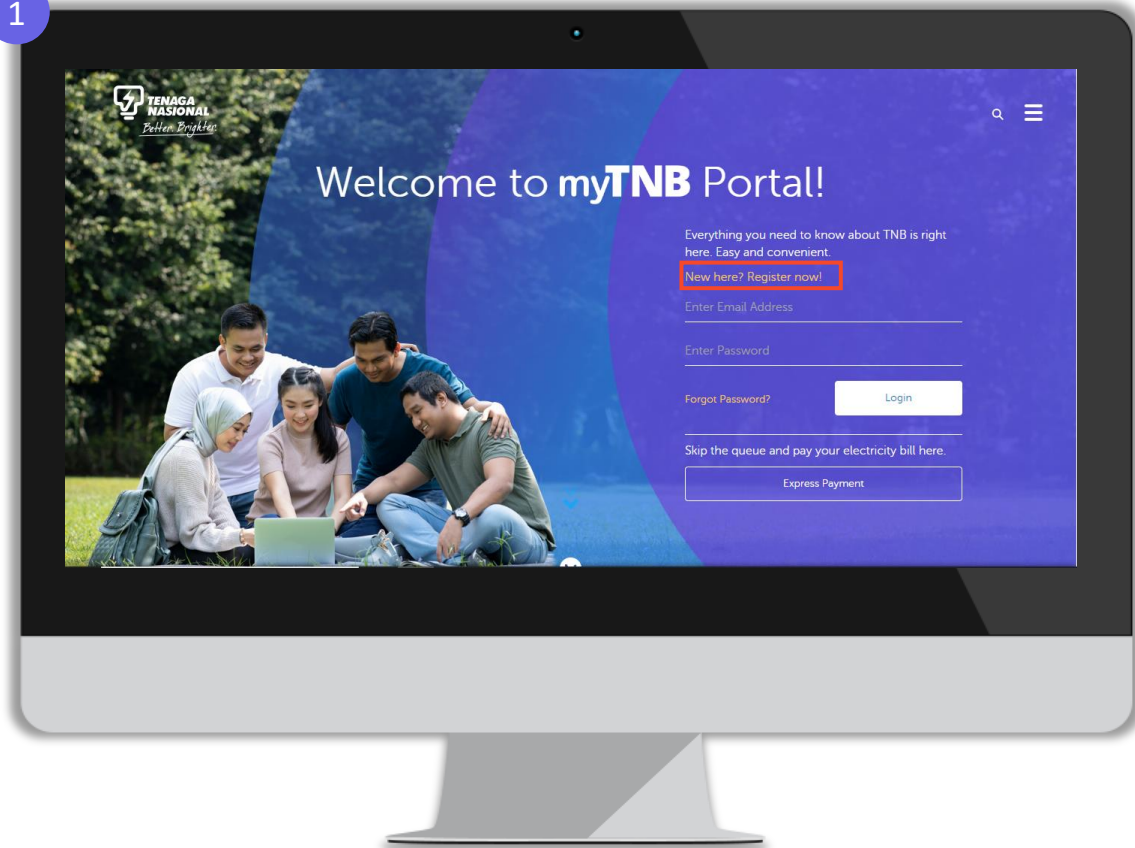 1
TENAGA
NASIONAL
Better. Brighter.
Welcome to myTNB Portal!
Everything you need to know about TNB is right
here. Easy and convenient.
New here? Register now!
Enter Email Address
Enter Password
Forgot Password?
Login
Skip the queue and pay your electricity bill here.
Express Payment